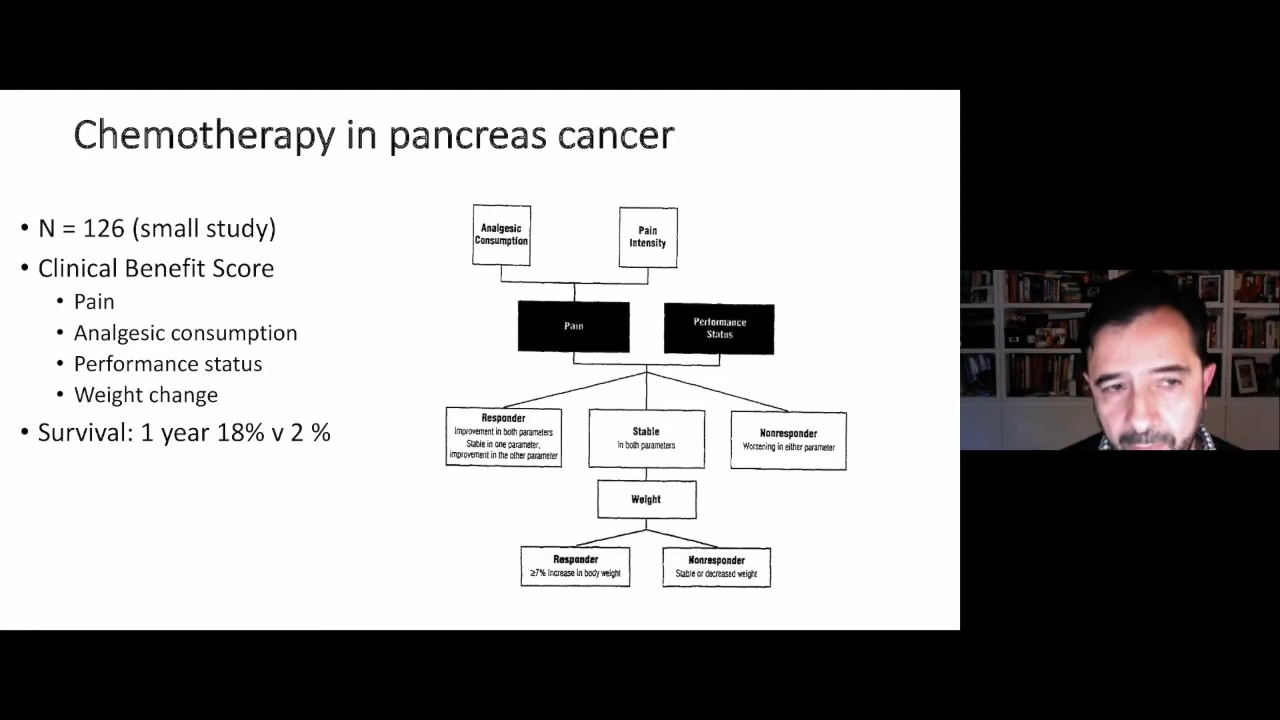 Chemotherapy in pancreas cancer
• N = 126 (small study)
• Clinical Benefit Score
• Pain
• Analgesic consumption
• Performance status
• Weight change
• Survival: 1 year 18% v 2 %
Analgesic
Consumption
Pain
Intensity
Pain
Performance
Status
Responder
Improvement in both parameters
Stable in one parameter,
improvement in the other parameter
Stable
In both parameters
Nonresponder
Worsening in either parameter
Weight
Responder
≥7% Increase in body weight
Nonresponder
Stable or decreased weight